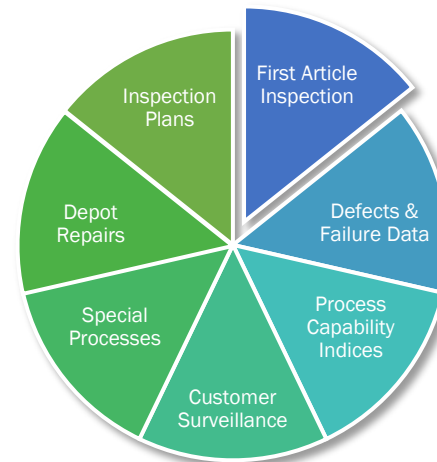 First Article
Inspection
Defects &
Failure Data
Process
Capability
Indices
Customer
Surveillance
Special
Processes
Depot
Repairs
Inspection
Plans